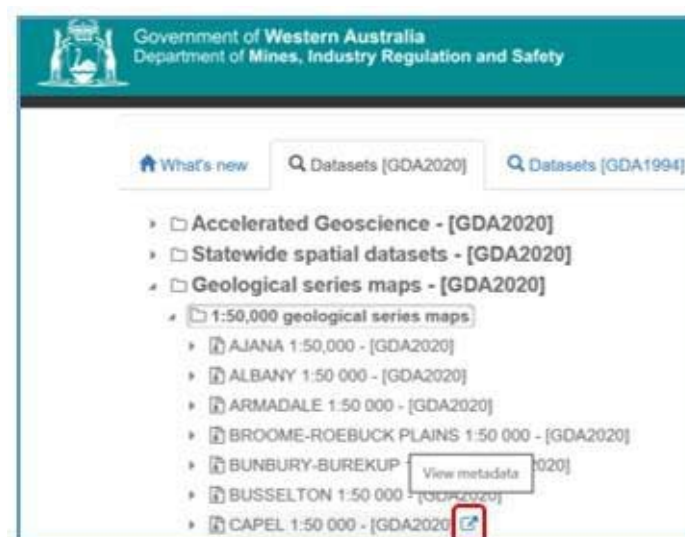 Government of Western Australia
Department of Mines, Industry Regulation and Safety
What's new
Datasets [GDA2020]
Datasets [GDA1994]
Accelerated Geoscience - [GDA2020]
Statewide spatial datasets - [GDA2020]
Geological series maps - [GDA2020]
1:50,000 geological series maps
AJANA 1:50,000 - [GDA2020]
ALBANY 1:50 000 - [GDA2020]
ARMADALE 1:50 000 - [GDA2020]
BROOME-ROEBUCK PLAINS 1:50 000 - [GDA2020]
BUNBURY-BUREKUP View metadata 020]
BUSSELTON 1:50 000 - [GDA2020]
CAPEL 1:50 000 - [GDA2020]